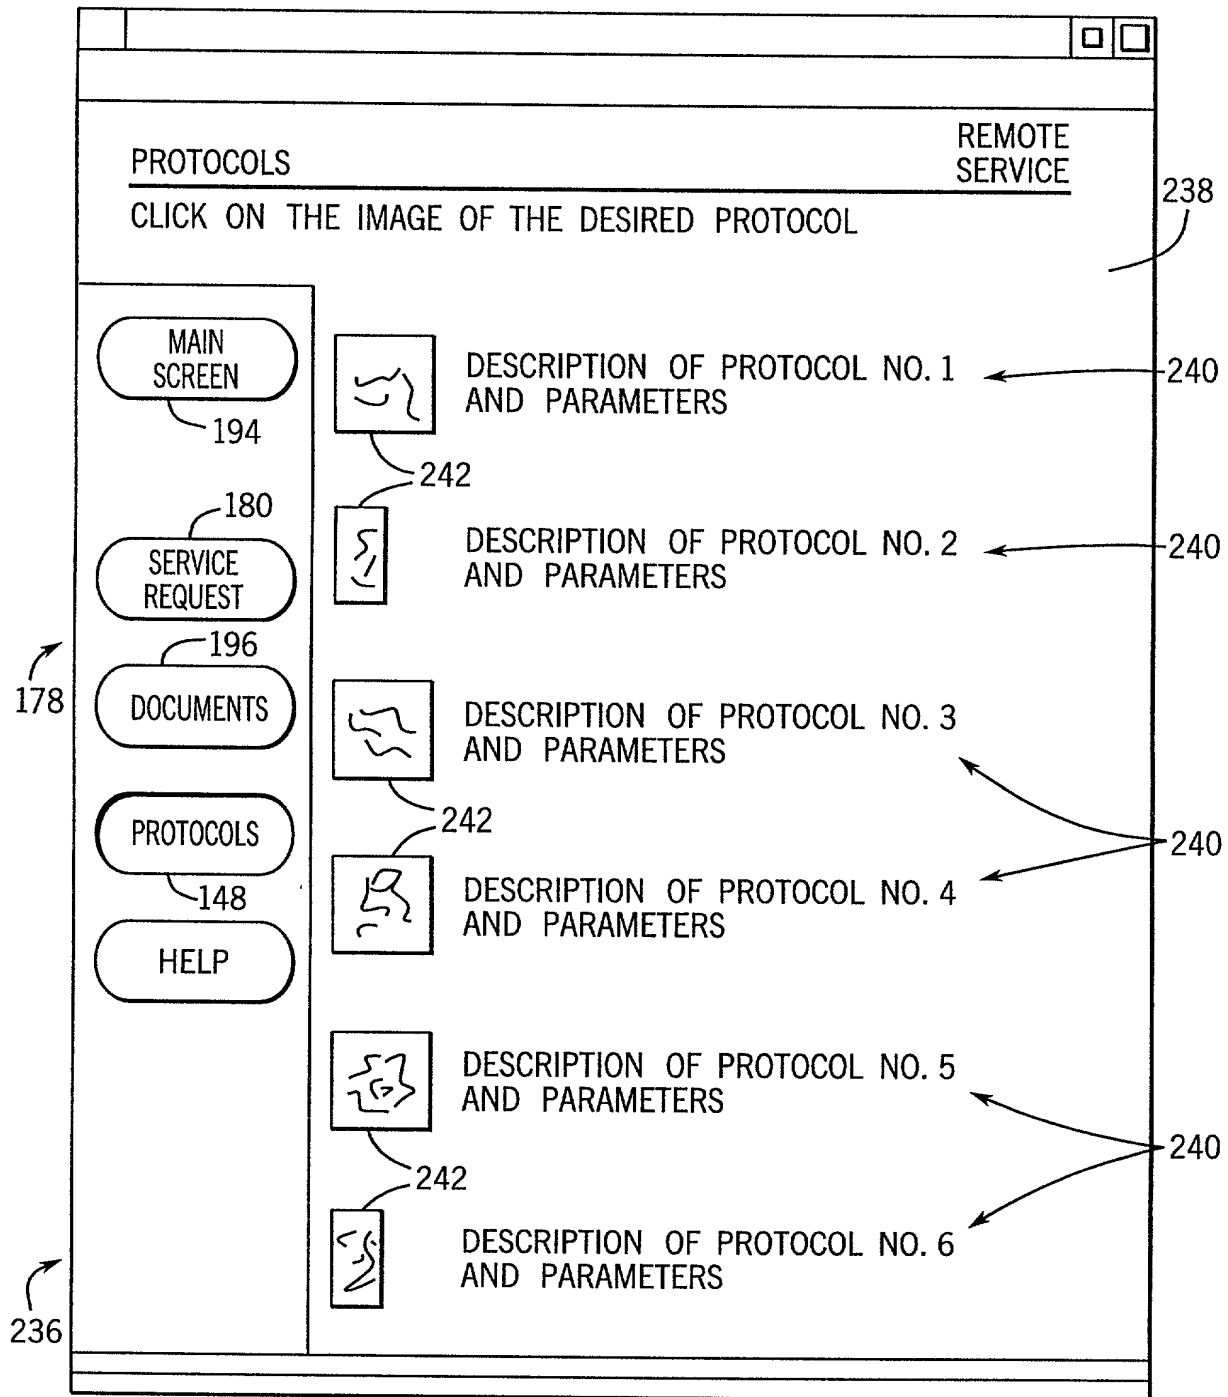 REMOTE
SERVICE
PROTOCOLS
CLICK ON THE IMAGE OF THE DESIRED PROTOCOL
238
MAIN
SCREEN
194
180
SERVICE
REQUEST
196
178
DOCUMENTS
PROTOCOLS
148
HELP
236
DESCRIPTION OF PROTOCOL NO. 1
AND PARAMETERS
240
242
DESCRIPTION OF PROTOCOL NO. 2
AND PARAMETERS
240
DESCRIPTION OF PROTOCOL NO. 3
AND PARAMETERS
242
240
DESCRIPTION OF PROTOCOL NO. 4
AND PARAMETERS
DESCRIPTION OF PROTOCOL NO. 5
AND PARAMETERS
242
240
DESCRIPTION OF PROTOCOL NO. 6
AND PARAMETERS